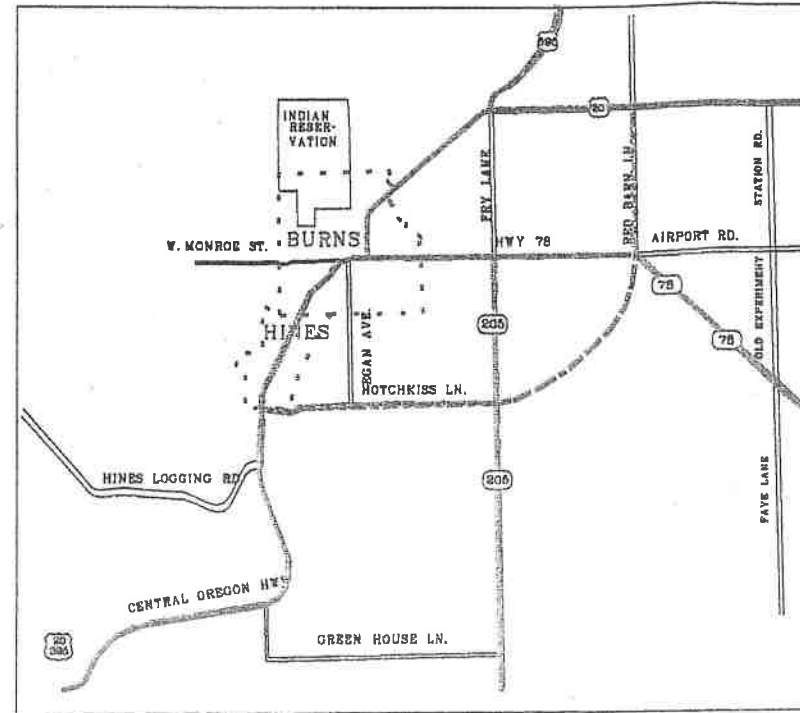 395
INDIAN
RESER-
VATION
20
FRY LANE
RED BARN LN.
STATION RD.
W. MONROE ST.
BURNS
HWY 78
AIRPORT RD.
78
HINES
EGAN AVE.
205
78
OLD EXPERIMENT
HOTCHKISS LN.
HINES LOGGING RD
205
FAYE LANE
CENTRAL OREGON HWY
GREEN HOUSE LN.
20
395